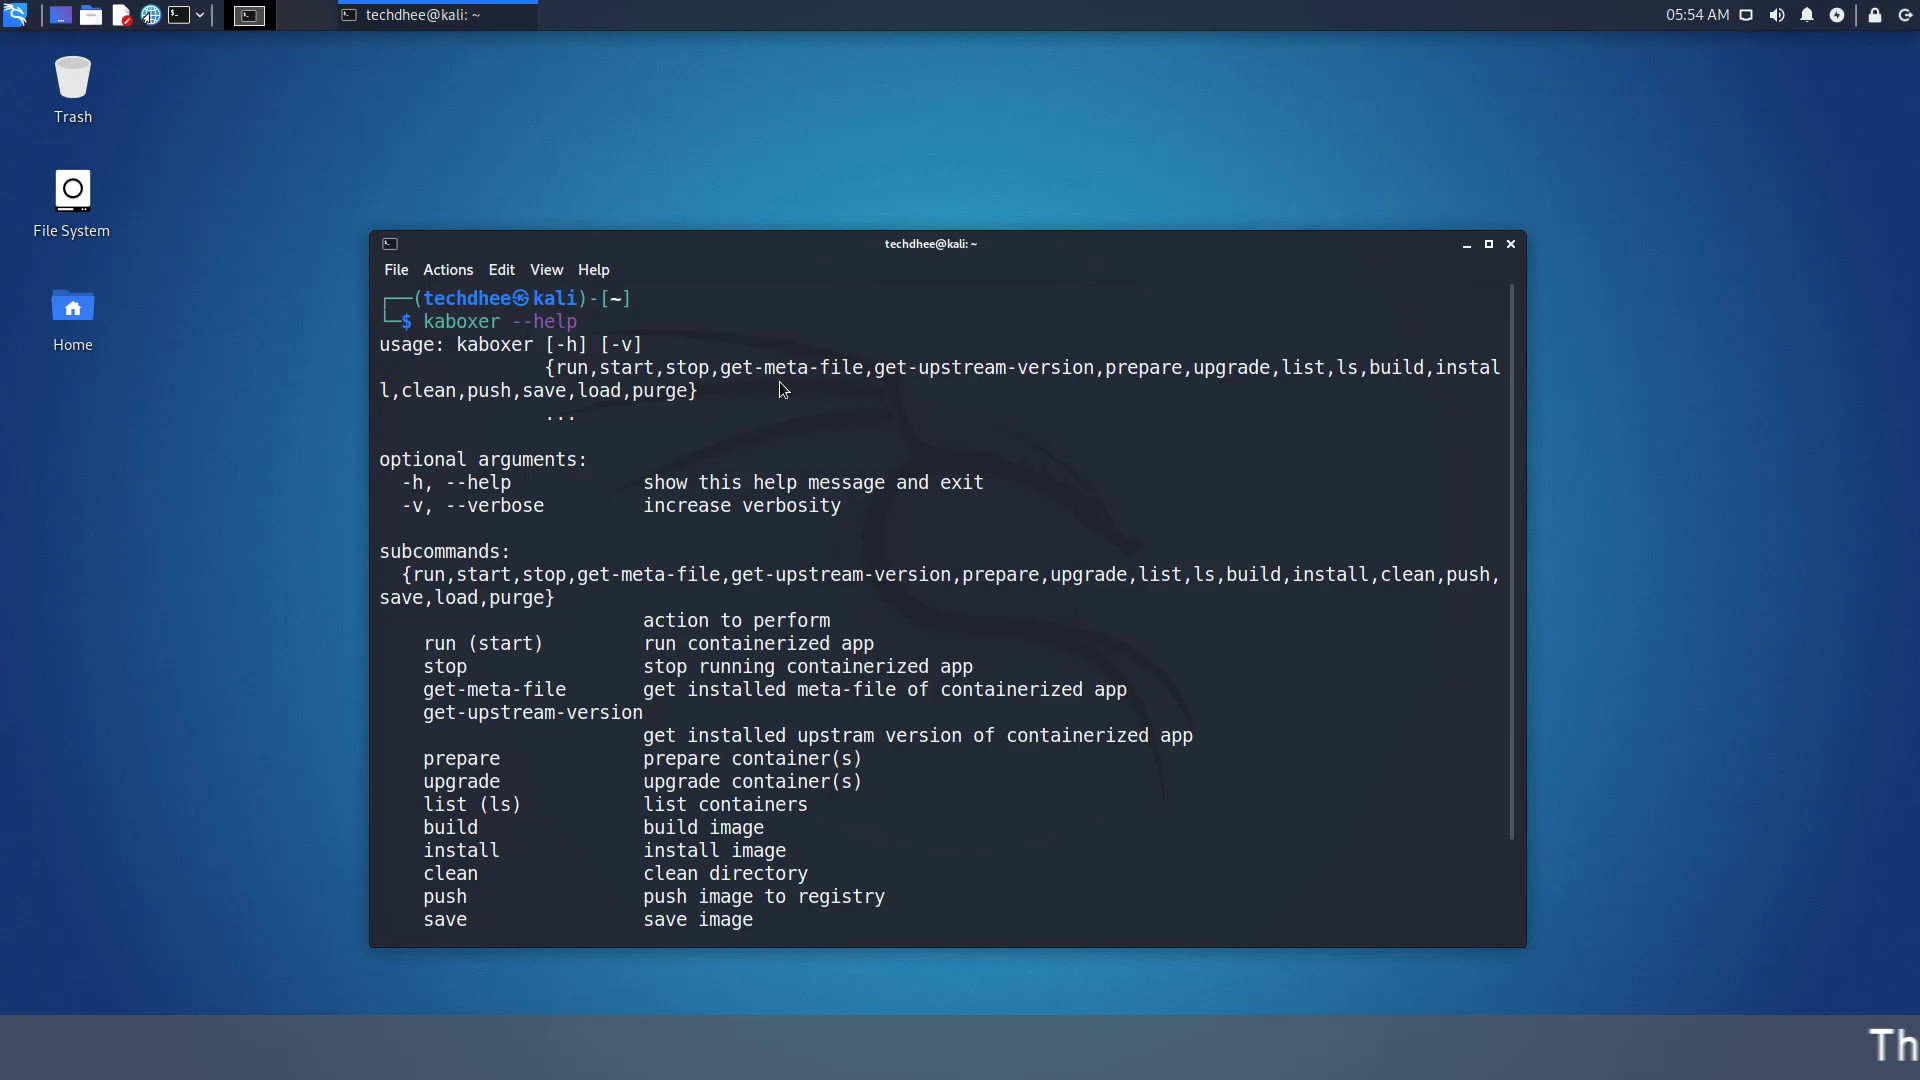 techdhee@kali: ~
05:54 AM
Trash
File System
Home
techdhee@kali: ~
File Actions Edit View Help
┌──(techdhee㉿kali)-[~]
└─$ kaboxer --help
usage: kaboxer [-h] [-v]
{run,start,stop,get-meta-file,get-upstream-version,prepare,upgrade,list,ls,build,instal
l,clean,push,save,load,purge}
...
optional arguments:
-h, --help show this help message and exit
-v, --verbose increase verbosity
subcommands:
{run,start,stop,get-meta-file,get-upstream-version,prepare,upgrade,list,ls,build,install,clean,push,
save,load,purge}
action to perform
run (start) run containerized app
stop stop running containerized app
get-meta-file get installed meta-file of containerized app
get-upstream-version
get installed upstram version of containerized app
prepare prepare container(s)
upgrade upgrade container(s)
list (ls) list containers
build build image
install install image
clean clean directory
push push image to registry
save save image
Th